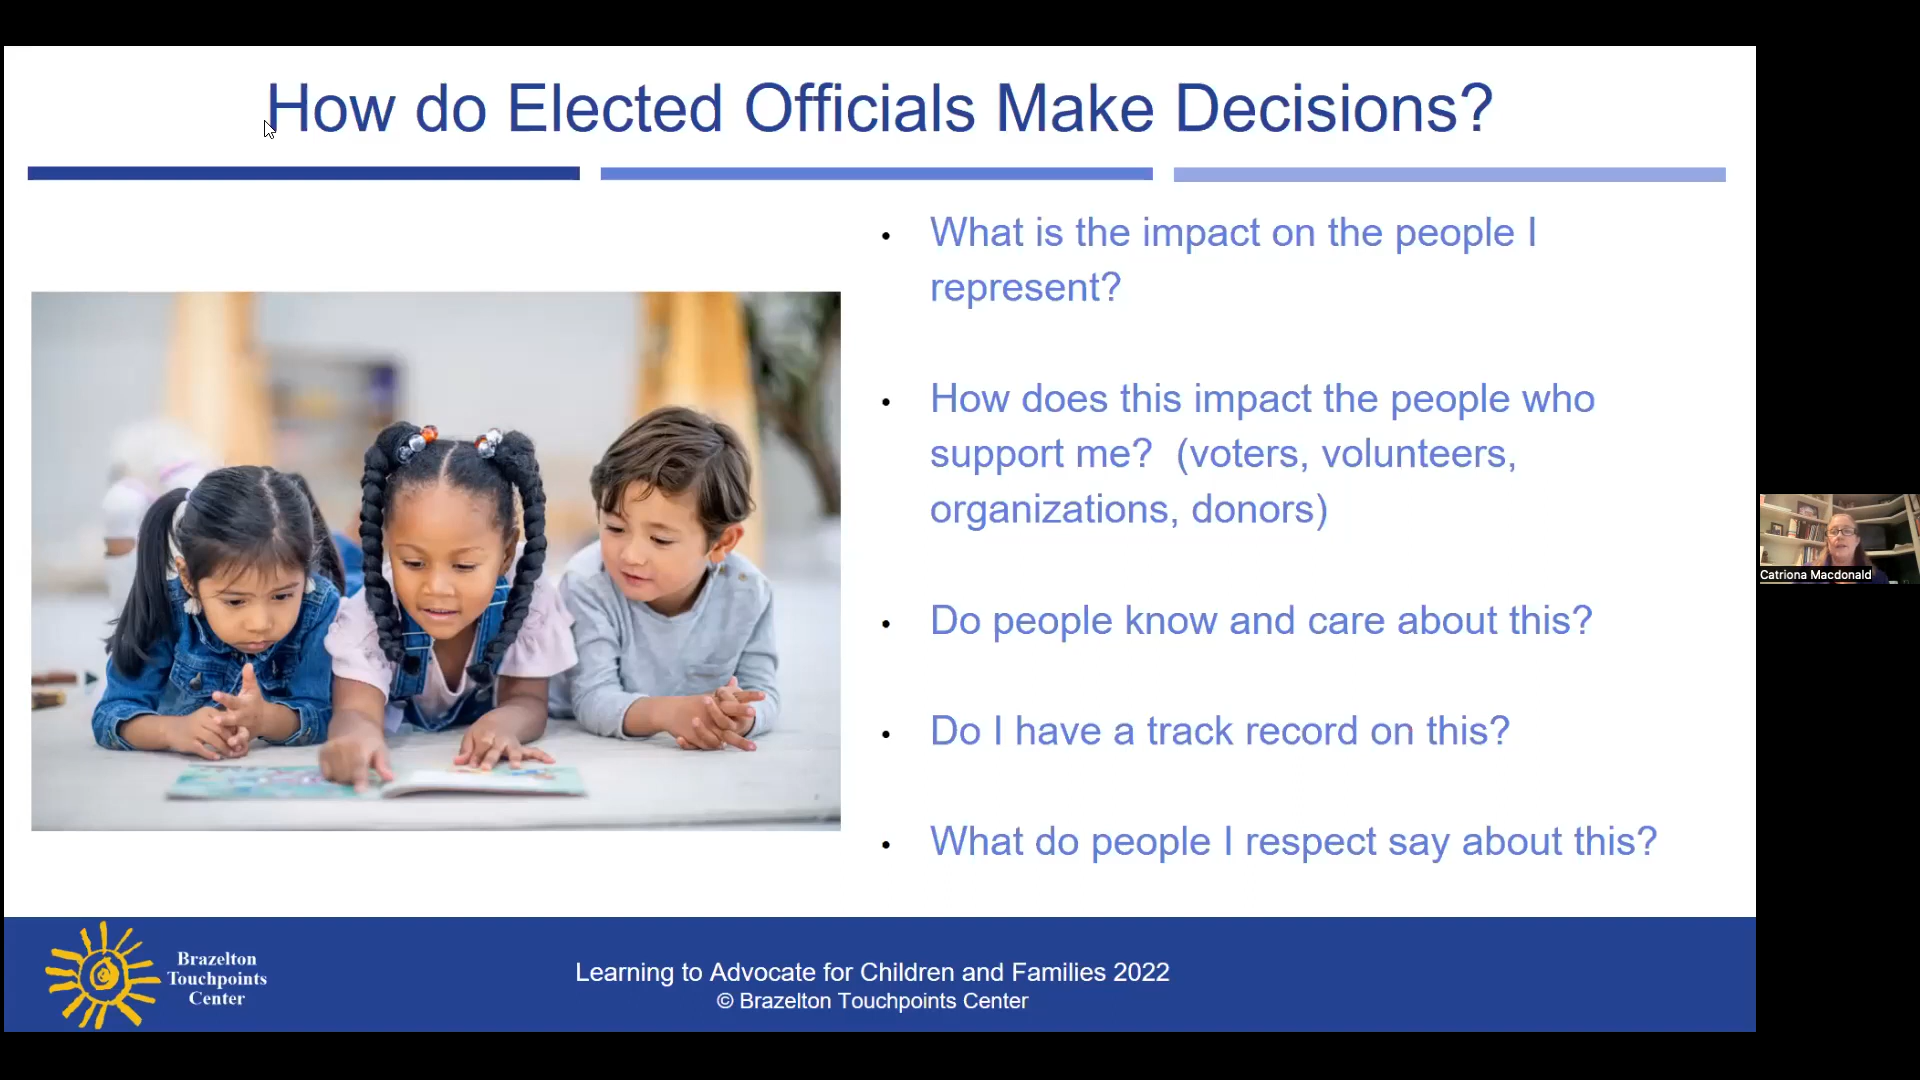 How do Elected Officials Make Decisions?
• What is the impact on the people I
represent?
• How does this impact the people who
support me?  (voters, volunteers,
organizations, donors)
• Do people know and care about this?
• Do I have a track record on this?
• What do people I respect say about this?
Catriona Macdonald
Brazelton
Touchpoints
Center
Learning to Advocate for Children and Families 2022
© Brazelton Touchpoints Center